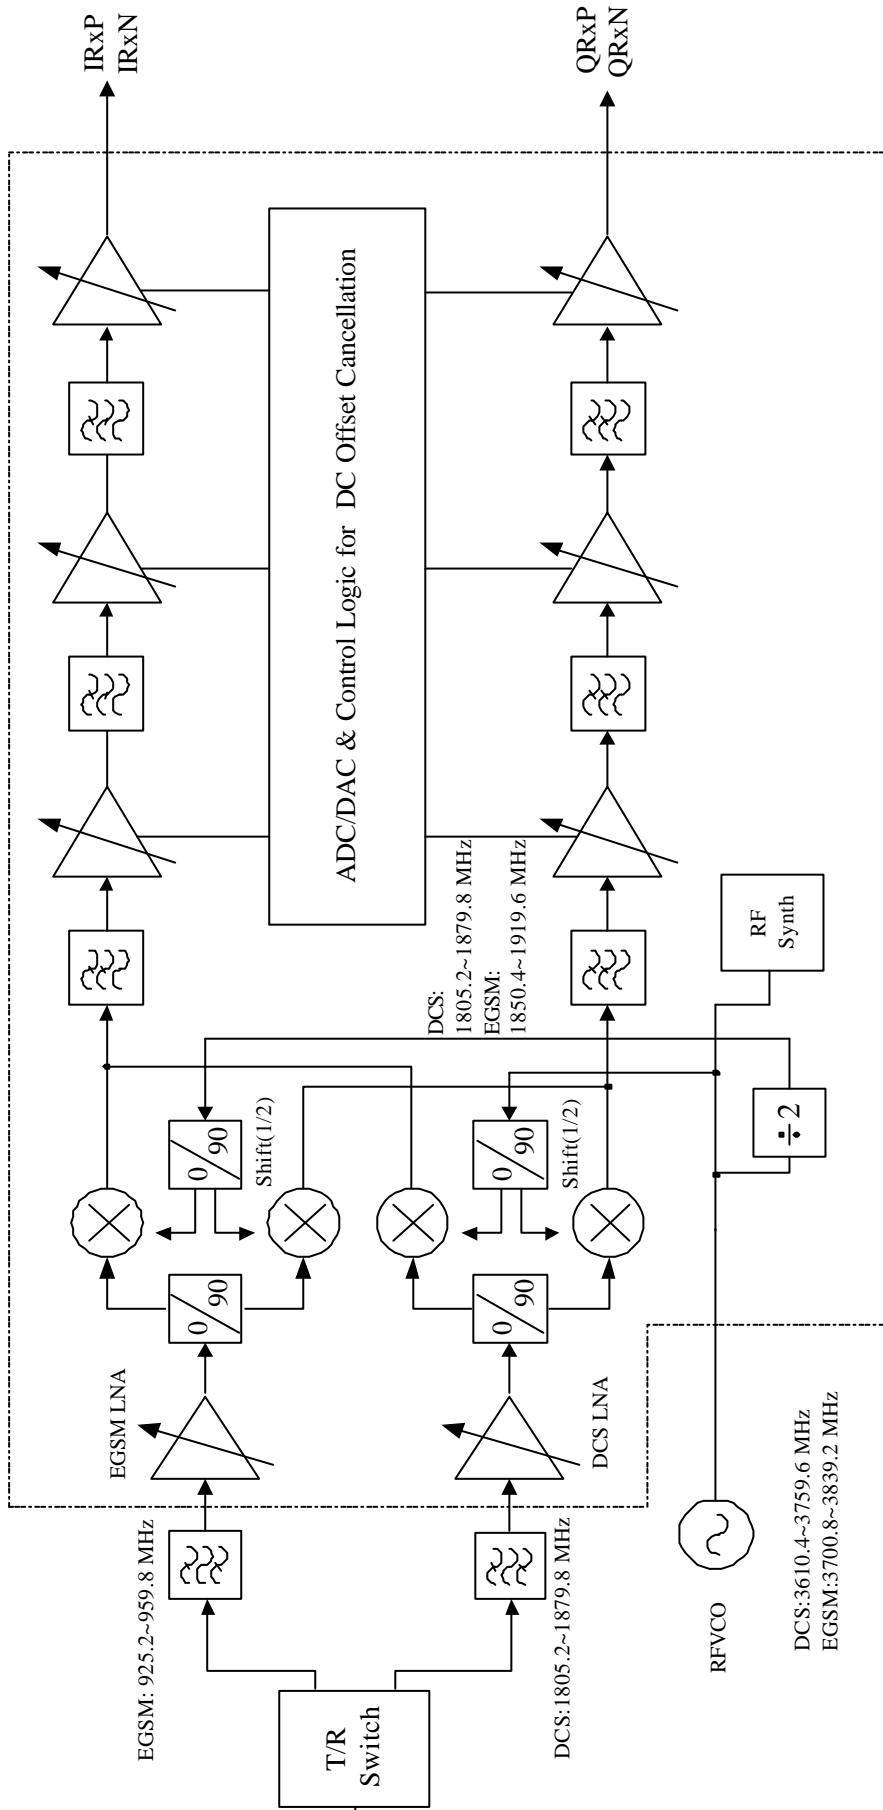 IRxP
IRxN
QRxP
QRxN
ADC/DAC & Control Logic for DC Offset Cancellation
DCS:
1805.2~1879.8 MHz
EGSM:
1850.4~1919.6 MHz
RF
Synth
0
90
Shift(1/2)
0
90
Shift(1/2)
÷2
0
90
0
90
EGSM LNA
DCS LNA
EGSM: 925.2~959.8 MHz
DCS:1805.2~1879.8 MHz
RFVCO
DCS:3610.4~3759.6 MHz
EGSM:3700.8~3839.2 MHz
T/R
Switch